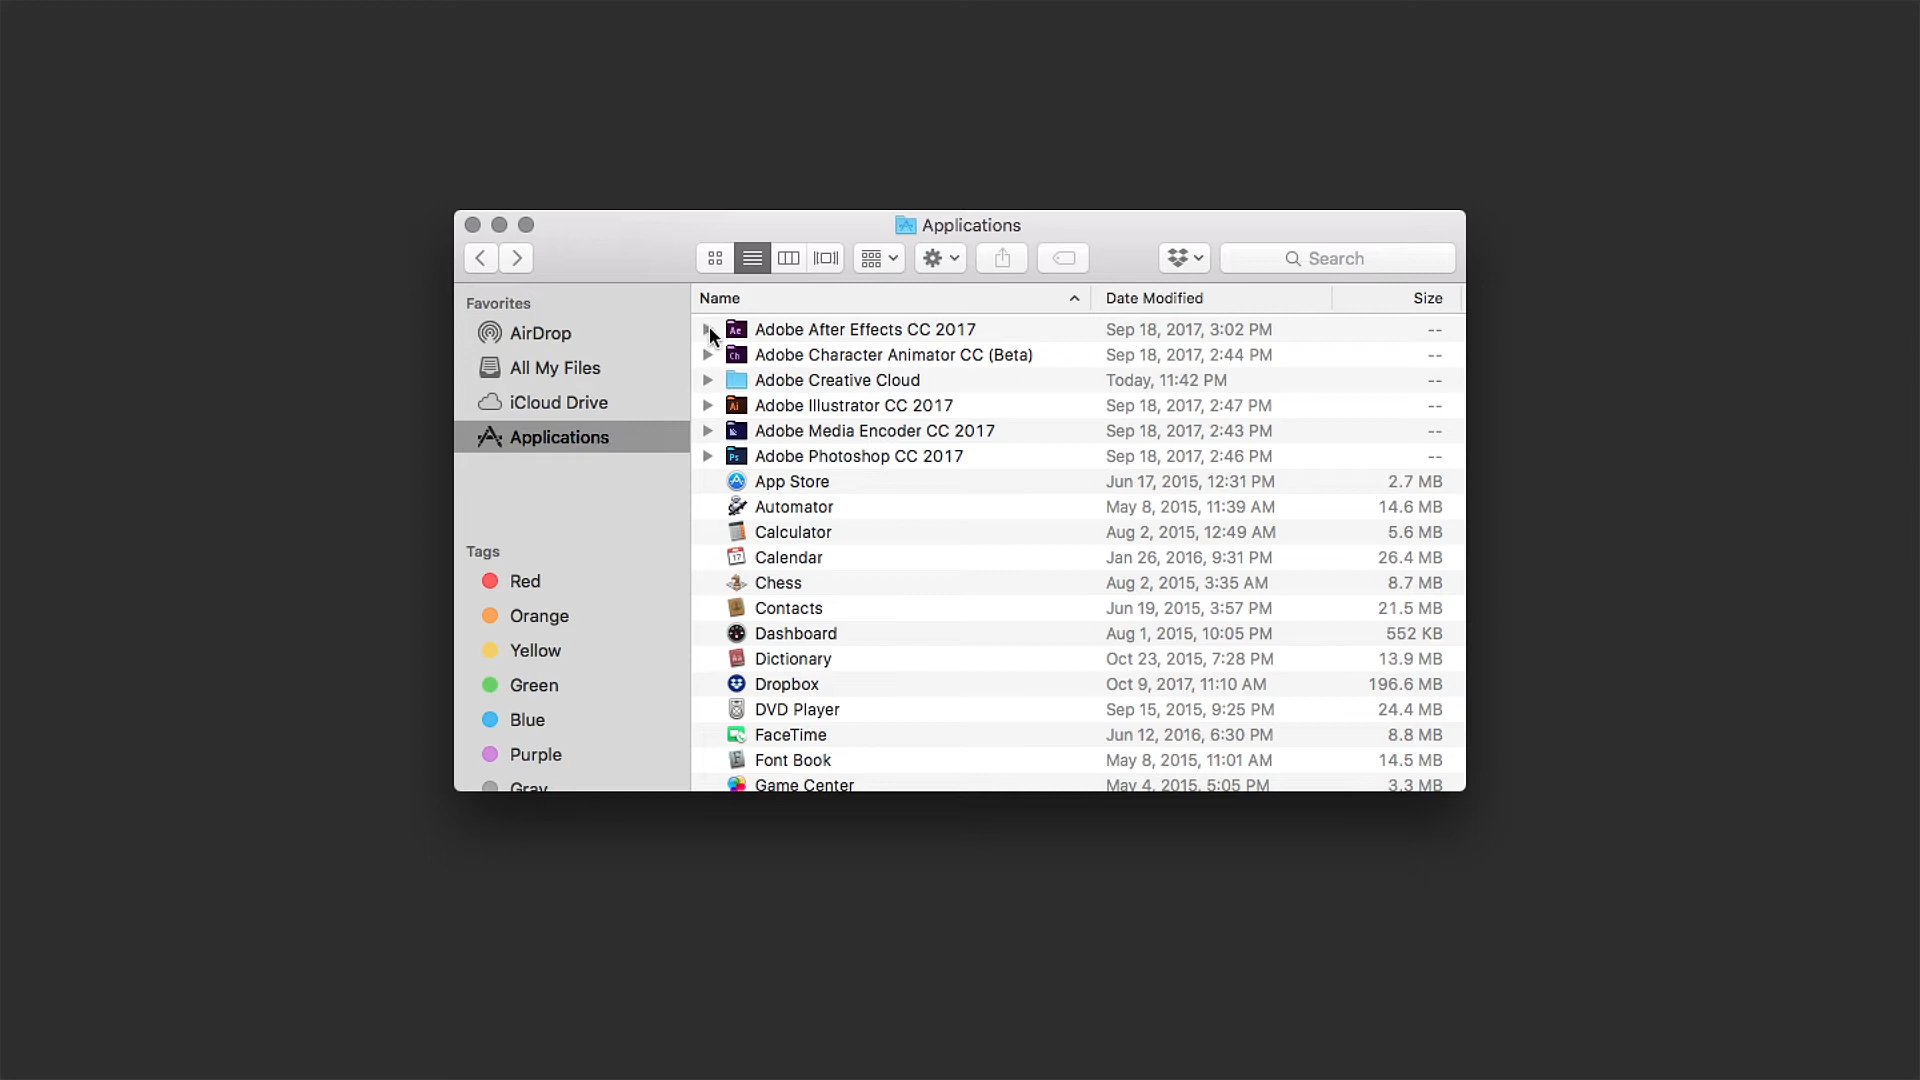 Applications
Search
Favorites
AirDrop
All My Files
iCloud Drive
Applications
Tags
Red
Orange
Yellow
Green
Blue
Purple
Gray
Name Date Modified Size
Adobe After Effects CC 2017 Sep 18, 2017, 3:02 PM --
Adobe Character Animator CC (Beta) Sep 18, 2017, 2:44 PM --
Adobe Creative Cloud Today, 11:42 PM --
Adobe Illustrator CC 2017 Sep 18, 2017, 2:47 PM --
Adobe Media Encoder CC 2017 Sep 18, 2017, 2:43 PM --
Adobe Photoshop CC 2017 Sep 18, 2017, 2:46 PM --
App Store Jun 17, 2015, 12:31 PM 2.7 MB
Automator May 8, 2015, 11:39 AM 14.6 MB
Calculator Aug 2, 2015, 12:49 AM 5.6 MB
Calendar Jan 26, 2016, 9:31 PM 26.4 MB
Chess Aug 2, 2015, 3:35 AM 8.7 MB
Contacts Jun 19, 2015, 3:57 PM 21.5 MB
Dashboard Aug 1, 2015, 10:05 PM 552 KB
Dictionary Oct 23, 2015, 7:28 PM 13.9 MB
Dropbox Oct 9, 2017, 11:10 AM 196.6 MB
DVD Player Sep 15, 2015, 9:25 PM 24.4 MB
FaceTime Jun 12, 2016, 6:30 PM 8.8 MB
Font Book May 8, 2015, 11:01 AM 14.5 MB
Game Center May 4, 2015, 5:05 PM 3.3 MB